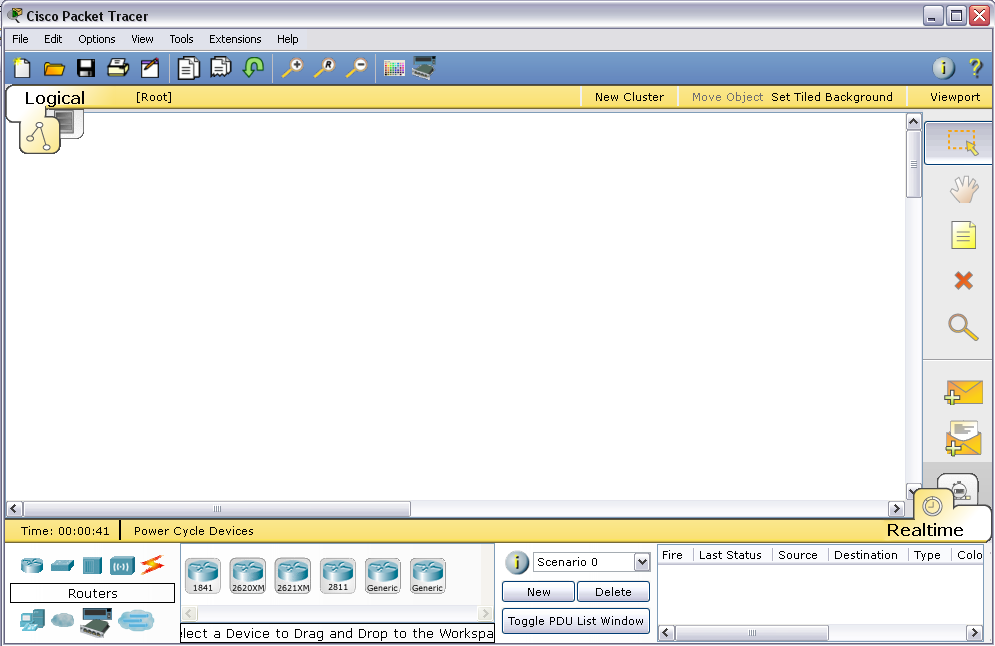 Cisco Packet Tracer
File Edit Options View Tools Extensions Help
R
i ?
Logical [Root] New Cluster Move Object Set Tiled Background Viewport
Time: 00:00:41 Power Cycle Devices Realtime
Routers
1841 2620XM 2621XM 2811 Generic Generic
elect a Device to Drag and Drop to the Workspa
i Scenario 0
New Delete
Toggle PDU List Window
Fire Last Status Source Destination Type Colo